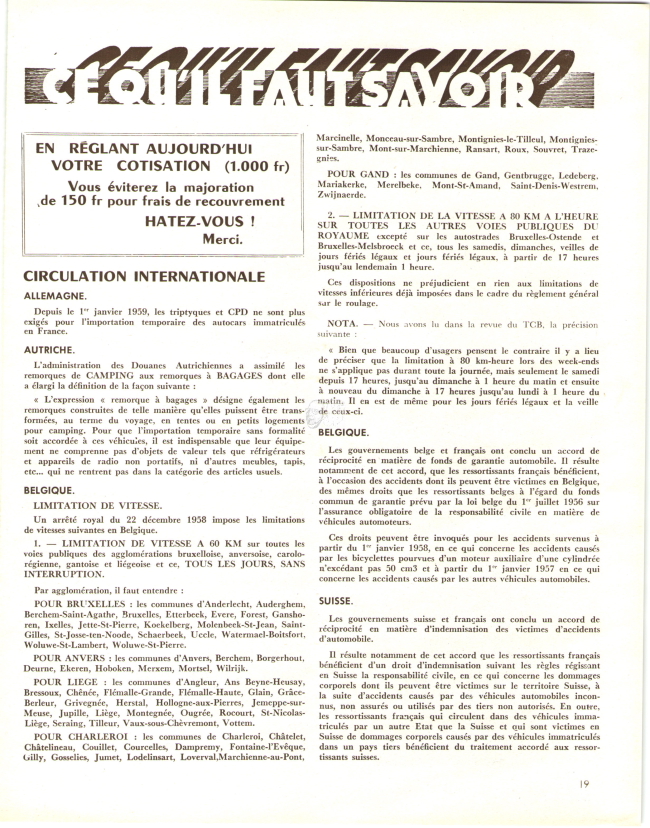 CE QU'IL FAUT SAVOIR
EN RÉGLANT AUJOURD'HUI
VOTRE COTISATION (1.000 fr)
Vous éviterez la majoration
de 150 fr pour frais de recouvrement
HATEZ-VOUS !
Merci.
CIRCULATION INTERNATIONALE
ALLEMAGNE.
Depuis le 1er janvier 1959, les triptyques et CPD ne sont plus
exigés pour l'importation temporaire des autocars immatriculés
en France.
AUTRICHE.
L'administration des Douanes Autrichiennes a assimilé les
remorques de CAMPING aux remorques à BAGAGES dont elle
a élargi la définition de la façon suivante :
« L'expression « remorque à bagages » désigne également les
remorques construites de telle manière qu'elles puissent être trans-
formées, au terme du voyage, en tentes ou en petits logements
pour camping. Pour que l'importation temporaire sans formalité
soit accordée à ces véhicules, il est indispensable que leur équipe-
ment ne comprenne pas d'objets de valeur tels que réfrigérateurs
et appareils de radio non portatifs, ni d'autres meubles, tapis,
etc... qui ne rentrent pas dans la catégorie des articles usuels.
BELGIQUE.
LIMITATION DE VITESSE.
Un arrêté royal du 22 décembre 1958 impose les limitations
de vitesses suivantes en Belgique.
1. — LIMITATION DE VITESSE A 60 KM sur toutes les
voies publiques des agglomérations bruxelloise, anversoise, carolo-
régienne, gantoise et liégeoise et ce, TOUS LES JOURS, SANS
INTERRUPTION.
Par agglomération, il faut entendre :
POUR BRUXELLES : les communes d'Anderlecht, Auderghem,
Berchem-Saint-Agathe, Bruxelles, Etterbeek, Evere, Forest, Gansho-
ren, Ixelles, Jette-St-Pierre, Koekelberg, Molenbeek-St-Jean, Saint-
Gilles, St-Josse-ten-Noode, Schaerbeek, Uccle, Watermael-Boitsfort,
Woluwe-St-Lambert, Woluwe-St-Pierre.
POUR ANVERS : les communes d'Anvers, Berchem, Borgerhout,
Deurne, Ekeren, Hoboken, Merxem, Mortsel, Wilrijk.
POUR LIEGE : les communes d'Angleur, Ans Beyne-Heusay,
Bressoux, Chênée, Flémalle-Grande, Flémalle-Haute, Glain, Grâce-
Berleur, Grivegnée, Herstal, Hollogne-aux-Pierres, Jemeppe-sur-
Meuse, Jupille, Liège, Montegnée, Ougrée, Rocourt, St-Nicolas-
Liège, Seraing, Tilleur, Vaux-sous-Chèvremont, Vottem.
POUR CHARLEROI : les communes de Charleroi, Châtelet,
Châtelineau, Couillet, Courcelles, Dampremy, Fontaine-l'Evêque,
Gilly, Gosselies, Jumet, Lodelinsart, Loverval,Marchienne-au-Pont,
Marcinelle, Monceau-sur-Sambre, Montignies-le-Tilleul, Montignies-
sur-Sambre, Mont-sur-Marchienne, Ransart, Roux, Souvret, Traze-
gnies.
POUR GAND : les communes de Gand, Gentbrugge, Ledeberg,
Mariakerke, Merelbeke, Mont-St-Amand, Saint-Denis-Westrem,
Zwijnaerde.
2. — LIMITATION DE LA VITESSE A 80 KM A L'HEURE
SUR TOUTES LES AUTRES VOIES PUBLIQUES DU
ROYAUME excepté sur les autostrades Bruxelles-Ostende et
Bruxelles-Melsbroeck et ce, tous les samedis, dimanches, veilles de
jours fériés légaux et jours fériés légaux, à partir de 17 heures
jusqu'au lendemain 1 heure.
Ces dispositions ne préjudicient en rien aux limitations de
vitesses inférieures déjà imposées dans le cadre du règlement général
sur le roulage.
NOTA. — Nous avons lu dans la revue du TCB, la précision
suivante :
« Bien que beaucoup d'usagers pensent le contraire il y a lieu
de préciser que la limitation à 80 km-heure lors des week-ends
ne s'applique pas durant toute la journée, mais seulement le samedi
depuis 17 heures, jusqu'au dimanche à 1 heure du matin et ensuite
à nouveau du dimanche à 17 heures jusqu'au lundi à 1 heure du
matin. Il en est de même pour les jours fériés légaux et la veille
de ceux-ci.
BELGIQUE.
Les gouvernements belge et français ont conclu un accord de
réciprocité en matière de fonds de garantie automobile. Il résulte
notamment de cet accord, que les ressortissants français bénéficient,
à l'occasion des accidents dont ils peuvent être victimes en Belgique,
des mêmes droits que les ressortissants belges à l'égard du fonds
commun de garantie prévu par la loi belge du 1er juillet 1956 sur
l'assurance obligatoire de la responsabilité civile en matière de
véhicules automoteurs.
Ces droits peuvent être invoqués pour les accidents survenus à
partir du 1er janvier 1958, en ce qui concerne les accidents causés
par les bicyclettes pourvues d'un moteur auxiliaire d'une cylindrée
n'excédant pas 50 cm3 et à partir du 1er janvier 1957 en ce qui
concerne les accidents causés par les autres véhicules automobiles.
SUISSE.
Les gouvernements suisse et français ont conclu un accord de
réciprocité en matière d'indemnisation des victimes d'accidents
d'automobile.
Il résulte notamment de cet accord que les ressortissants français
bénéficient d'un droit d'indemnisation suivant les règles régissant
en Suisse la responsabilité civile, en ce qui concerne les dommages
corporels dont ils peuvent être victimes sur le territoire Suisse, à
la suite d'accidents causés par des véhicules automobiles incon-
nus, non assurés ou utilisés par des tiers non autorisés. En outre,
les ressortissants français qui circulent dans des véhicules imma-
triculés par un autre Etat que la Suisse et qui sont victimes en
Suisse de dommages corporels causés par des véhicules immatriculés
dans un pays tiers bénéficient du traitement accordé aux ressor-
tissants suisses.
19